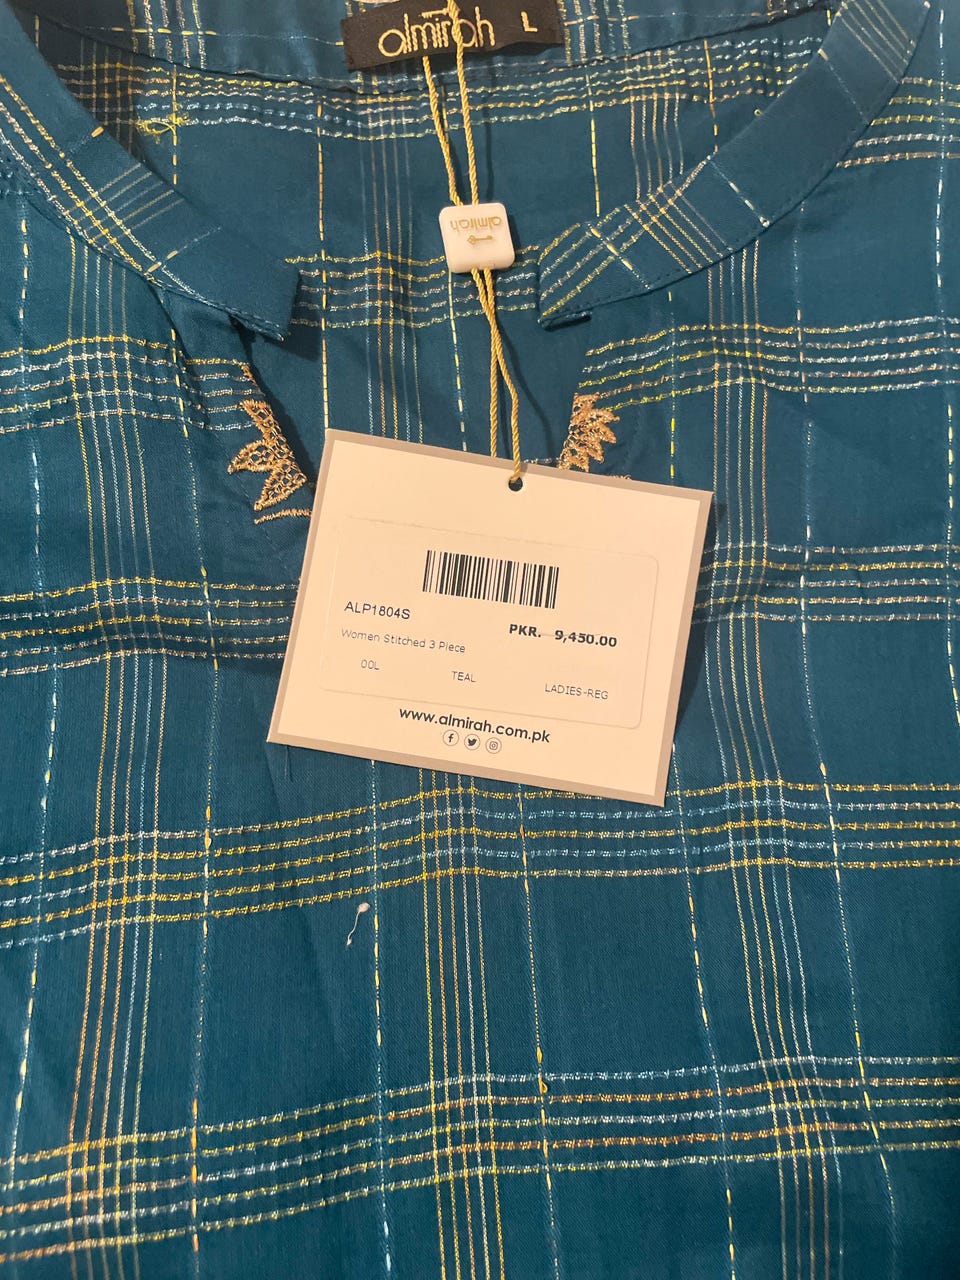 almirah L
almirah
ALP1804S
PKR. 9,450.00
Women Stitched 3 Piece
00L
TEAL
LADIES-REG
www.almirah.com.pk